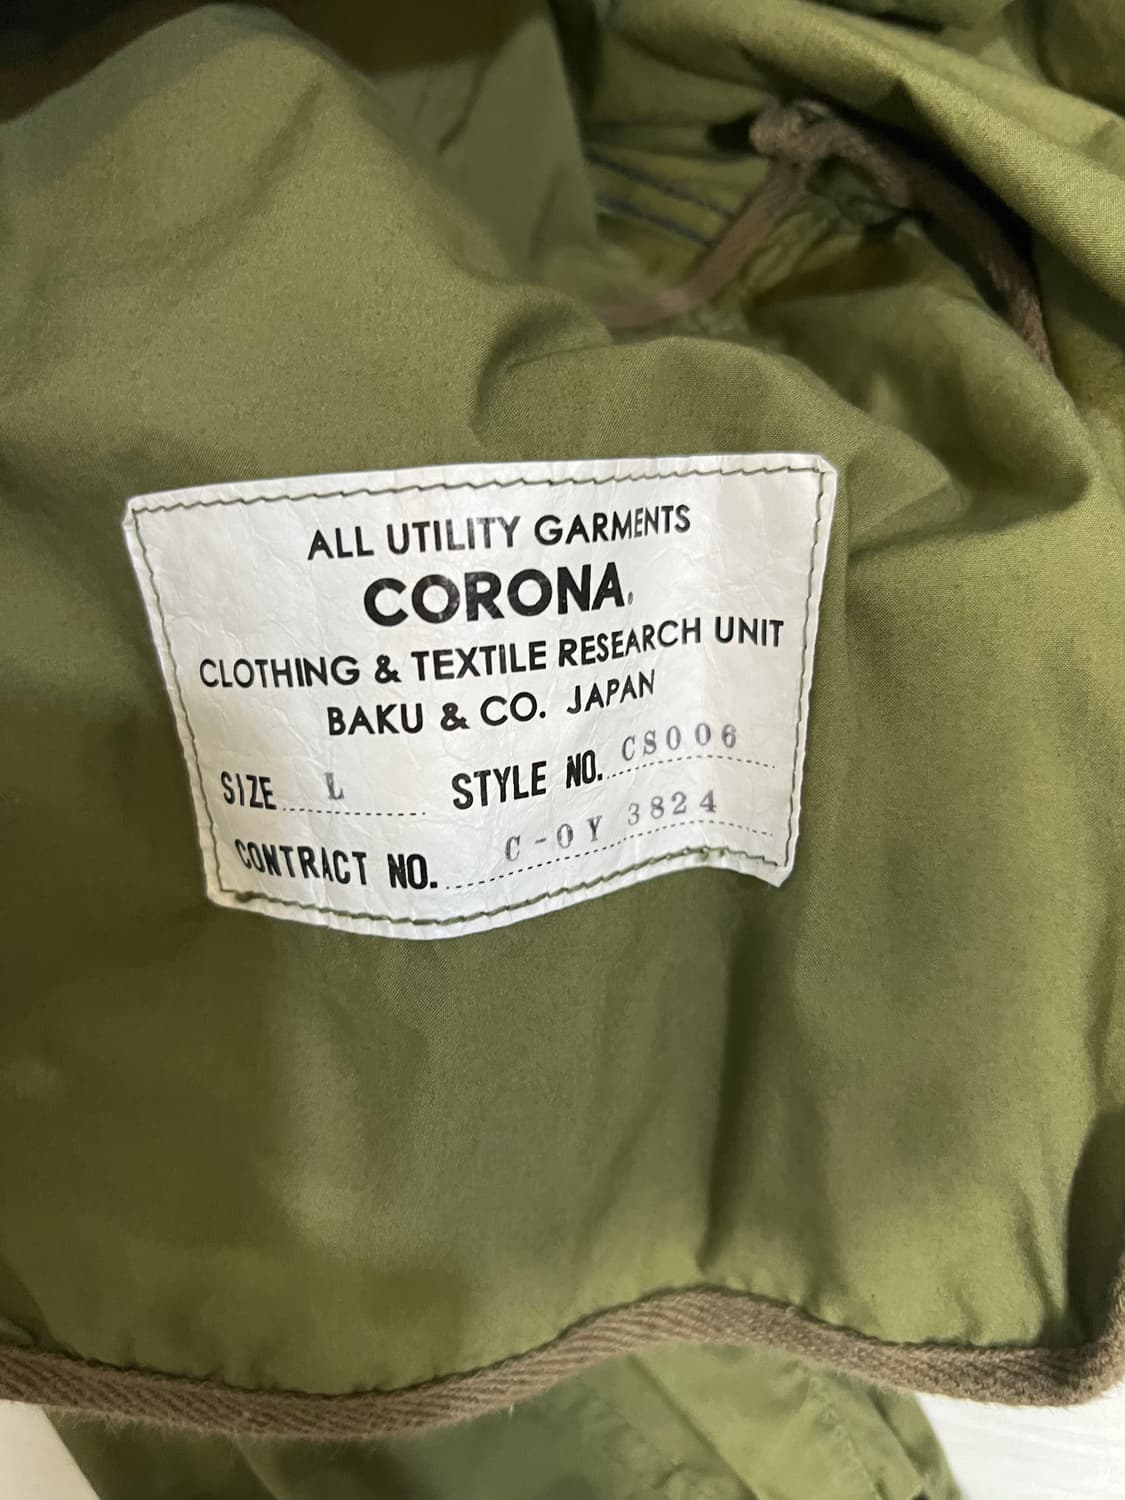 ALL UTILITY GARMENTS
CORONA®
CLOTHING & TEXTILE RESEARCH UNIT
BAKU & CO. JAPAN
SIZE L STYLE NO. CS006
CONTRACT NO. C-OY 3824